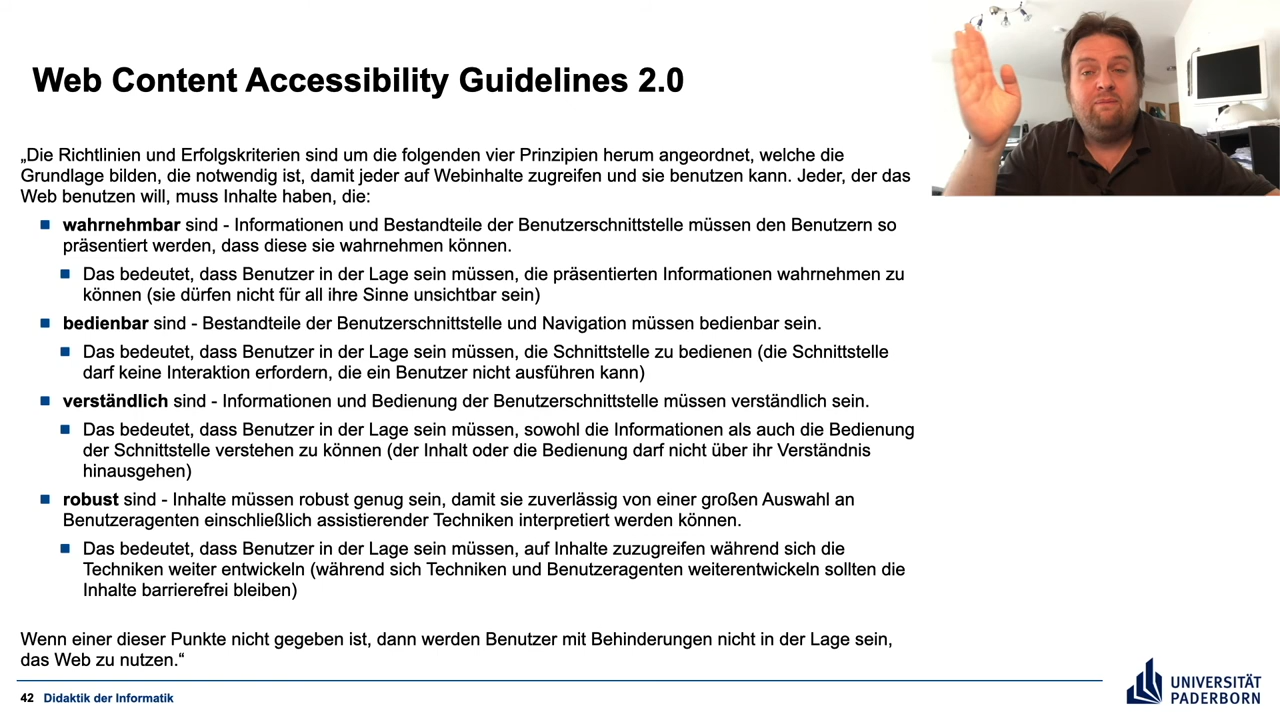 Web Content Accessibility Guidelines 2.0
„Die Richtlinien und Erfolgskriterien sind um die folgenden vier Prinzipien herum angeordnet, welche die
Grundlage bilden, die notwendig ist, damit jeder auf Webinhalte zugreifen und sie benutzen kann. Jeder, der das
Web benutzen will, muss Inhalte haben, die:
wahrnehmbar sind - Informationen und Bestandteile der Benutzerschnittstelle müssen den Benutzern so
präsentiert werden, dass diese sie wahrnehmen können.
Das bedeutet, dass Benutzer in der Lage sein müssen, die präsentierten Informationen wahrnehmen zu
können (sie dürfen nicht für all ihre Sinne unsichtbar sein)
bedienbar sind - Bestandteile der Benutzerschnittstelle und Navigation müssen bedienbar sein.
Das bedeutet, dass Benutzer in der Lage sein müssen, die Schnittstelle zu bedienen (die Schnittstelle
darf keine Interaktion erfordern, die ein Benutzer nicht ausführen kann)
verständlich sind - Informationen und Bedienung der Benutzerschnittstelle müssen verständlich sein.
Das bedeutet, dass Benutzer in der Lage sein müssen, sowohl die Informationen als auch die Bedienung
der Schnittstelle verstehen zu können (der Inhalt oder die Bedienung darf nicht über ihr Verständnis
hinausgehen)
robust sind - Inhalte müssen robust genug sein, damit sie zuverlässig von einer großen Auswahl an
Benutzeragenten einschließlich assistierender Techniken interpretiert werden können.
Das bedeutet, dass Benutzer in der Lage sein müssen, auf Inhalte zuzugreifen während sich die
Techniken weiter entwickeln (während sich Techniken und Benutzeragenten weiterentwickeln sollten die
Inhalte barrierefrei bleiben)
Wenn einer dieser Punkte nicht gegeben ist, dann werden Benutzer mit Behinderungen nicht in der Lage sein,
das Web zu nutzen.“
42 Didaktik der Informatik
UNIVERSITÄT
PADERBORN